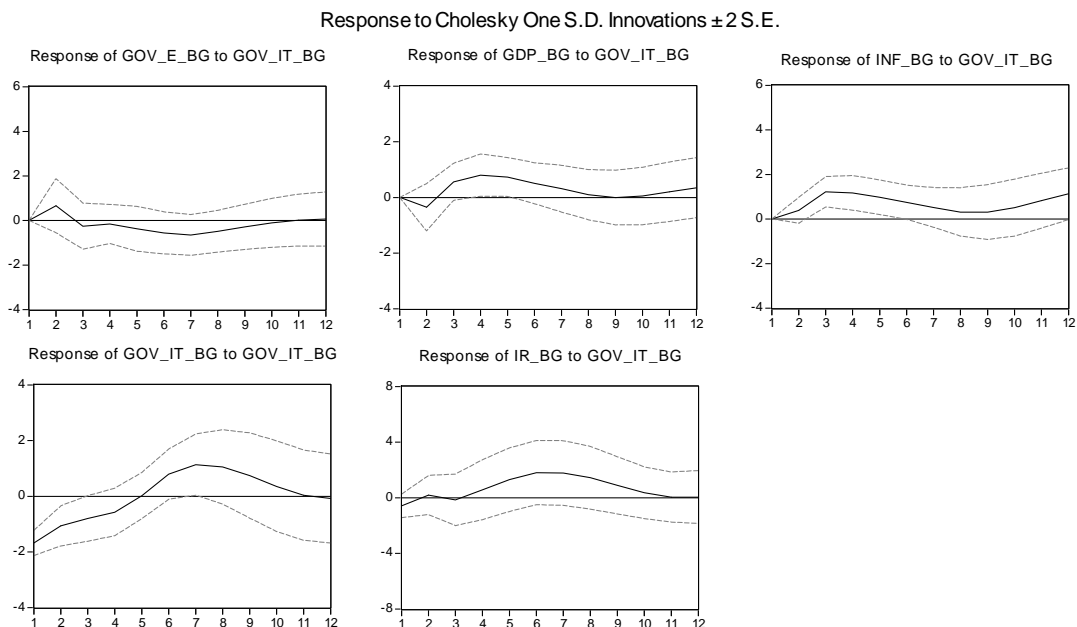 Response to Cholesky One S.D. Innovations ± 2 S.E.
Response of GOV_E_BG to GOV_IT_BG
6
4
2
0
-2
-4
1 2 3 4 5 6 7 8 9 10 11 12
Response of GDP_BG to GOV_IT_BG
4
2
0
-2
-4
1 2 3 4 5 6 7 8 9 10 11 12
Response of INF_BG to GOV_IT_BG
6
4
2
0
-2
-4
1 2 3 4 5 6 7 8 9 10 11 12
Response of GOV_IT_BG to GOV_IT_BG
4
2
0
-2
-4
1 2 3 4 5 6 7 8 9 10 11 12
Response of IR_BG to GOV_IT_BG
8
4
0
-4
-8
1 2 3 4 5 6 7 8 9 10 11 12